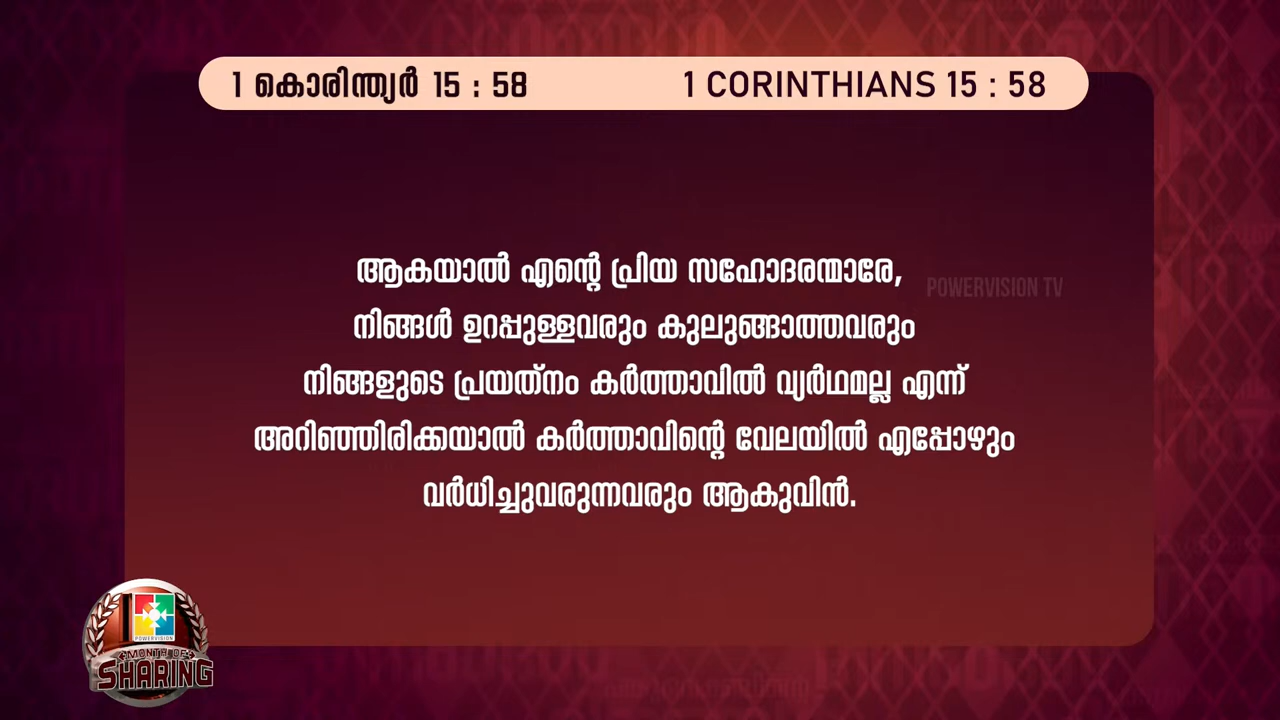 1 കൊരിന്ത്യർ 15 : 58
1 CORINTHIANS 15 : 58
ആകയാൽ എന്റെ പ്രിയ സഹോദരന്മാരേ,
POWERVISION TV
നിങ്ങൾ ഉറപ്പുള്ളവരും കുലുങ്ങാത്തവരും
നിങ്ങളുടെ പ്രയത്നം കർത്താവിൽ വ്യർഥമല്ല എന്ന്
അറിഞ്ഞിരിക്കയാൽ കർത്താവിന്റെ വേലയിൽ എപ്പോഴും
വർധിച്ചുവരുന്നവരും ആകുവിൻ.
POWERVISION
MONTH OF
SHARING